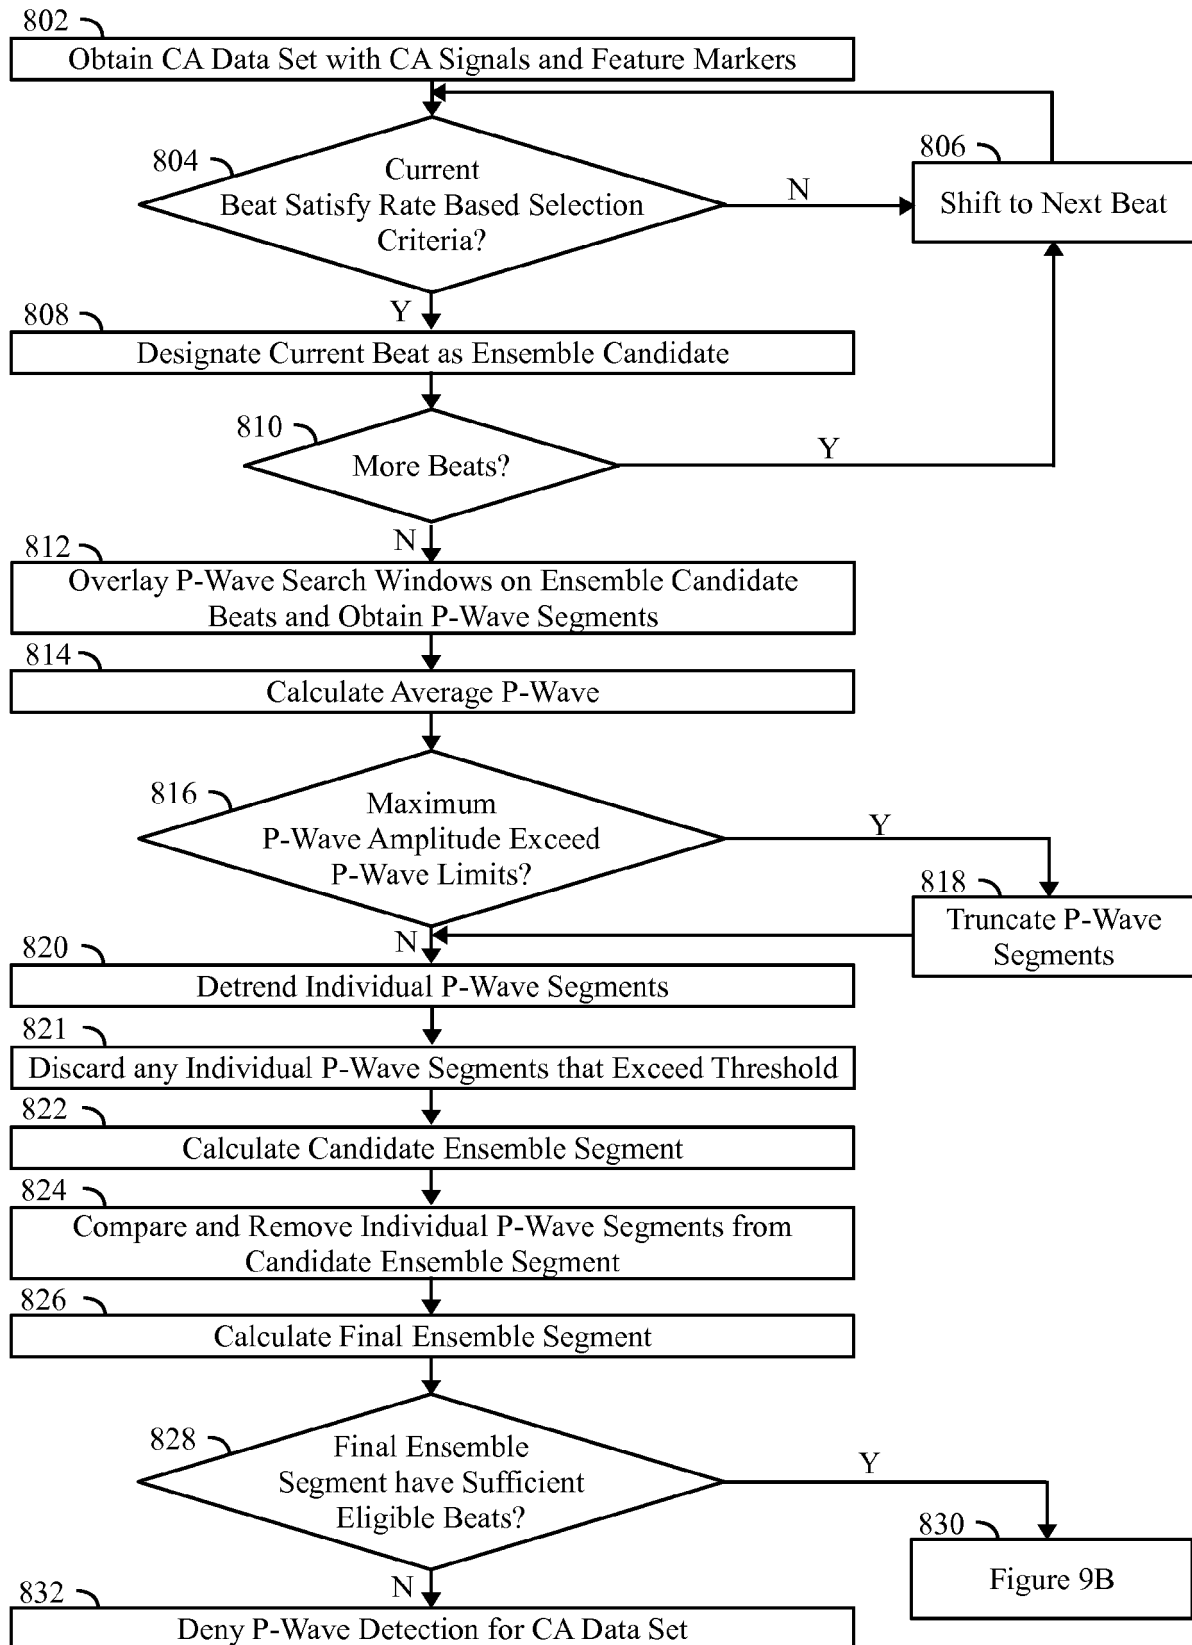 802
Obtain CA Data Set with CA Signals and Feature Markers
804
Current
Beat Satisfy Rate Based Selection
Criteria?
N
806
Shift to Next Beat
Y
808
Designate Current Beat as Ensemble Candidate
810
More Beats?
Y
N
812
Overlay P-Wave Search Windows on Ensemble Candidate
Beats and Obtain P-Wave Segments
814
Calculate Average P-Wave
816
Maximum
P-Wave Amplitude Exceed
P-Wave Limits?
Y
818
Truncate P-Wave
Segments
N
820
Detrend Individual P-Wave Segments
821
Discard any Individual P-Wave Segments that Exceed Threshold
822
Calculate Candidate Ensemble Segment
824
Compare and Remove Individual P-Wave Segments from
Candidate Ensemble Segment
826
Calculate Final Ensemble Segment
828
Final Ensemble
Segment have Sufficient
Eligible Beats?
Y
830
Figure 9B
N
832
Deny P-Wave Detection for CA Data Set